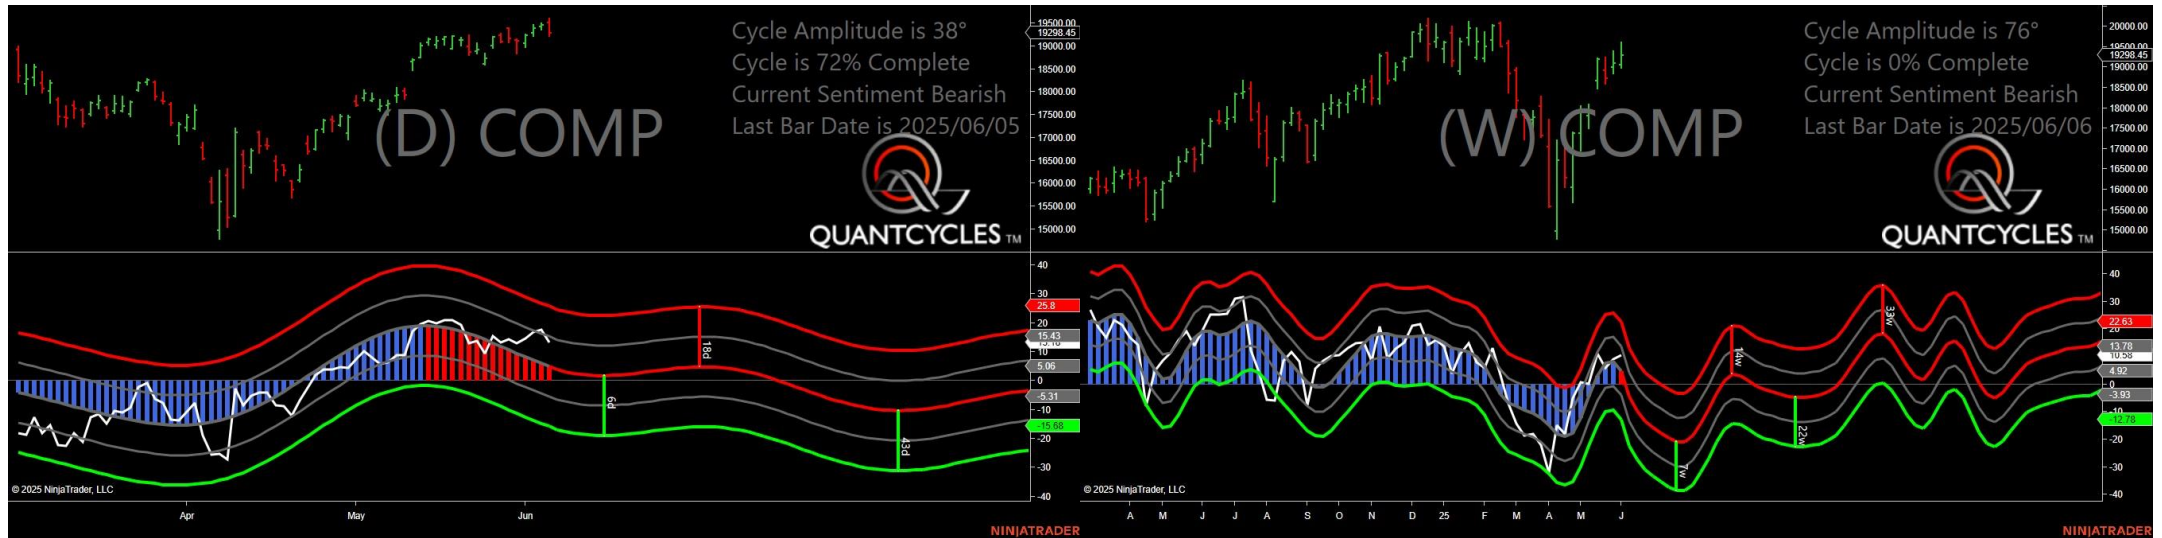 Cycle Amplitude is 38°
Cycle is 72% Complete
Current Sentiment Bearish
Last Bar Date is 2025/06/05
(D) COMP
QUANTCYCLES TM
19500.00
19298.45
19000.00
18500.00
18000.00
17500.00
17000.00
16500.00
16000.00
15500.00
15000.00
40
30
25.8
20
15.43
10
5.06
0
-5.31
-10
-15.68
-20
-30
-40
6d
18d
43d
© 2025 NinjaTrader, LLC
Apr May Jun
NINJATRADER
Cycle Amplitude is 76°
Cycle is 0% Complete
Current Sentiment Bearish
Last Bar Date is 2025/06/06
(W) COMP
QUANTCYCLES TM
20000.00
19500.00
19298.45
19000.00
18500.00
18000.00
17500.00
17000.00
16500.00
16000.00
15500.00
15000.00
40
30
22.63
20
13.78
10.58
4.92
0
-3.93
-10
-12.78
-20
-30
-40
7w
14w
22w
33w
© 2025 NinjaTrader, LLC
A M J J A S O N D 25 F M A M J
NINJATRADER